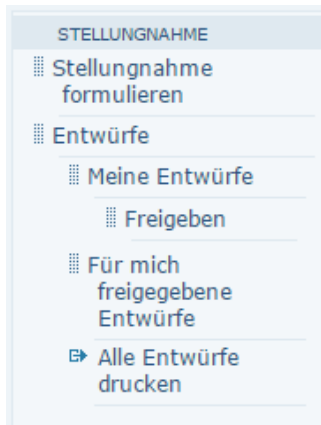 STELLUNGNAHME
Stellungnahme
formulieren
Entwürfe
Meine Entwürfe
Freigeben
Für mich
freigegebene
Entwürfe
Alle Entwürfe
drucken